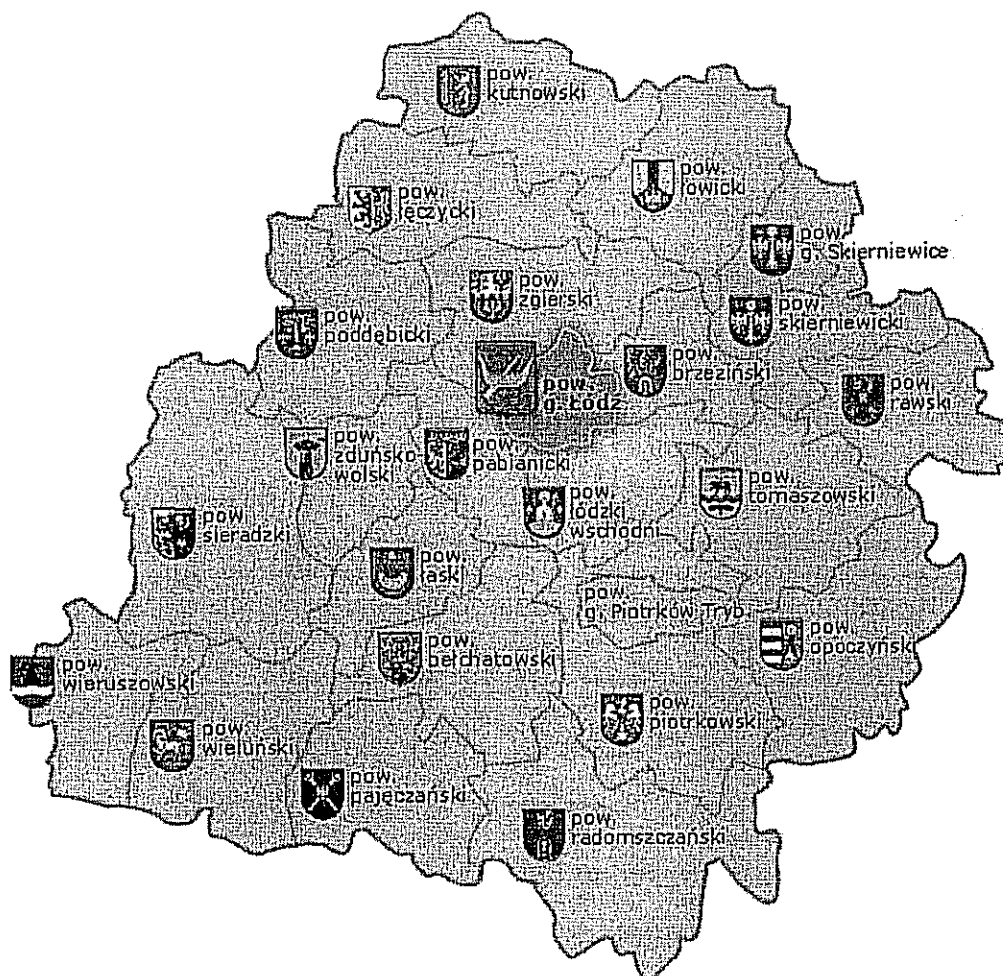 pow.
kutnowski
pow.
łowicki
pow.
łęczycki
pow.
g. Skierniewice
pow.
zgierski
pow.
skierniewicki
pow.
poddębicki
pow.
brzeziński
pow.
g. Łódź
pow.
rawski
pow.
zduńsko
wolski
pow.
pabianicki
pow.
tomaszowski
pow.
łódzki
wschodni
pow.
sieradzki
pow.
łaski
pow.
g. Piotrków Tryb.
pow.
opoczyński
pow.
bełchatowski
pow.
wieruszowski
pow.
piotrkowski
pow.
wieluński
pow.
pajęczański
pow.
radomszczański